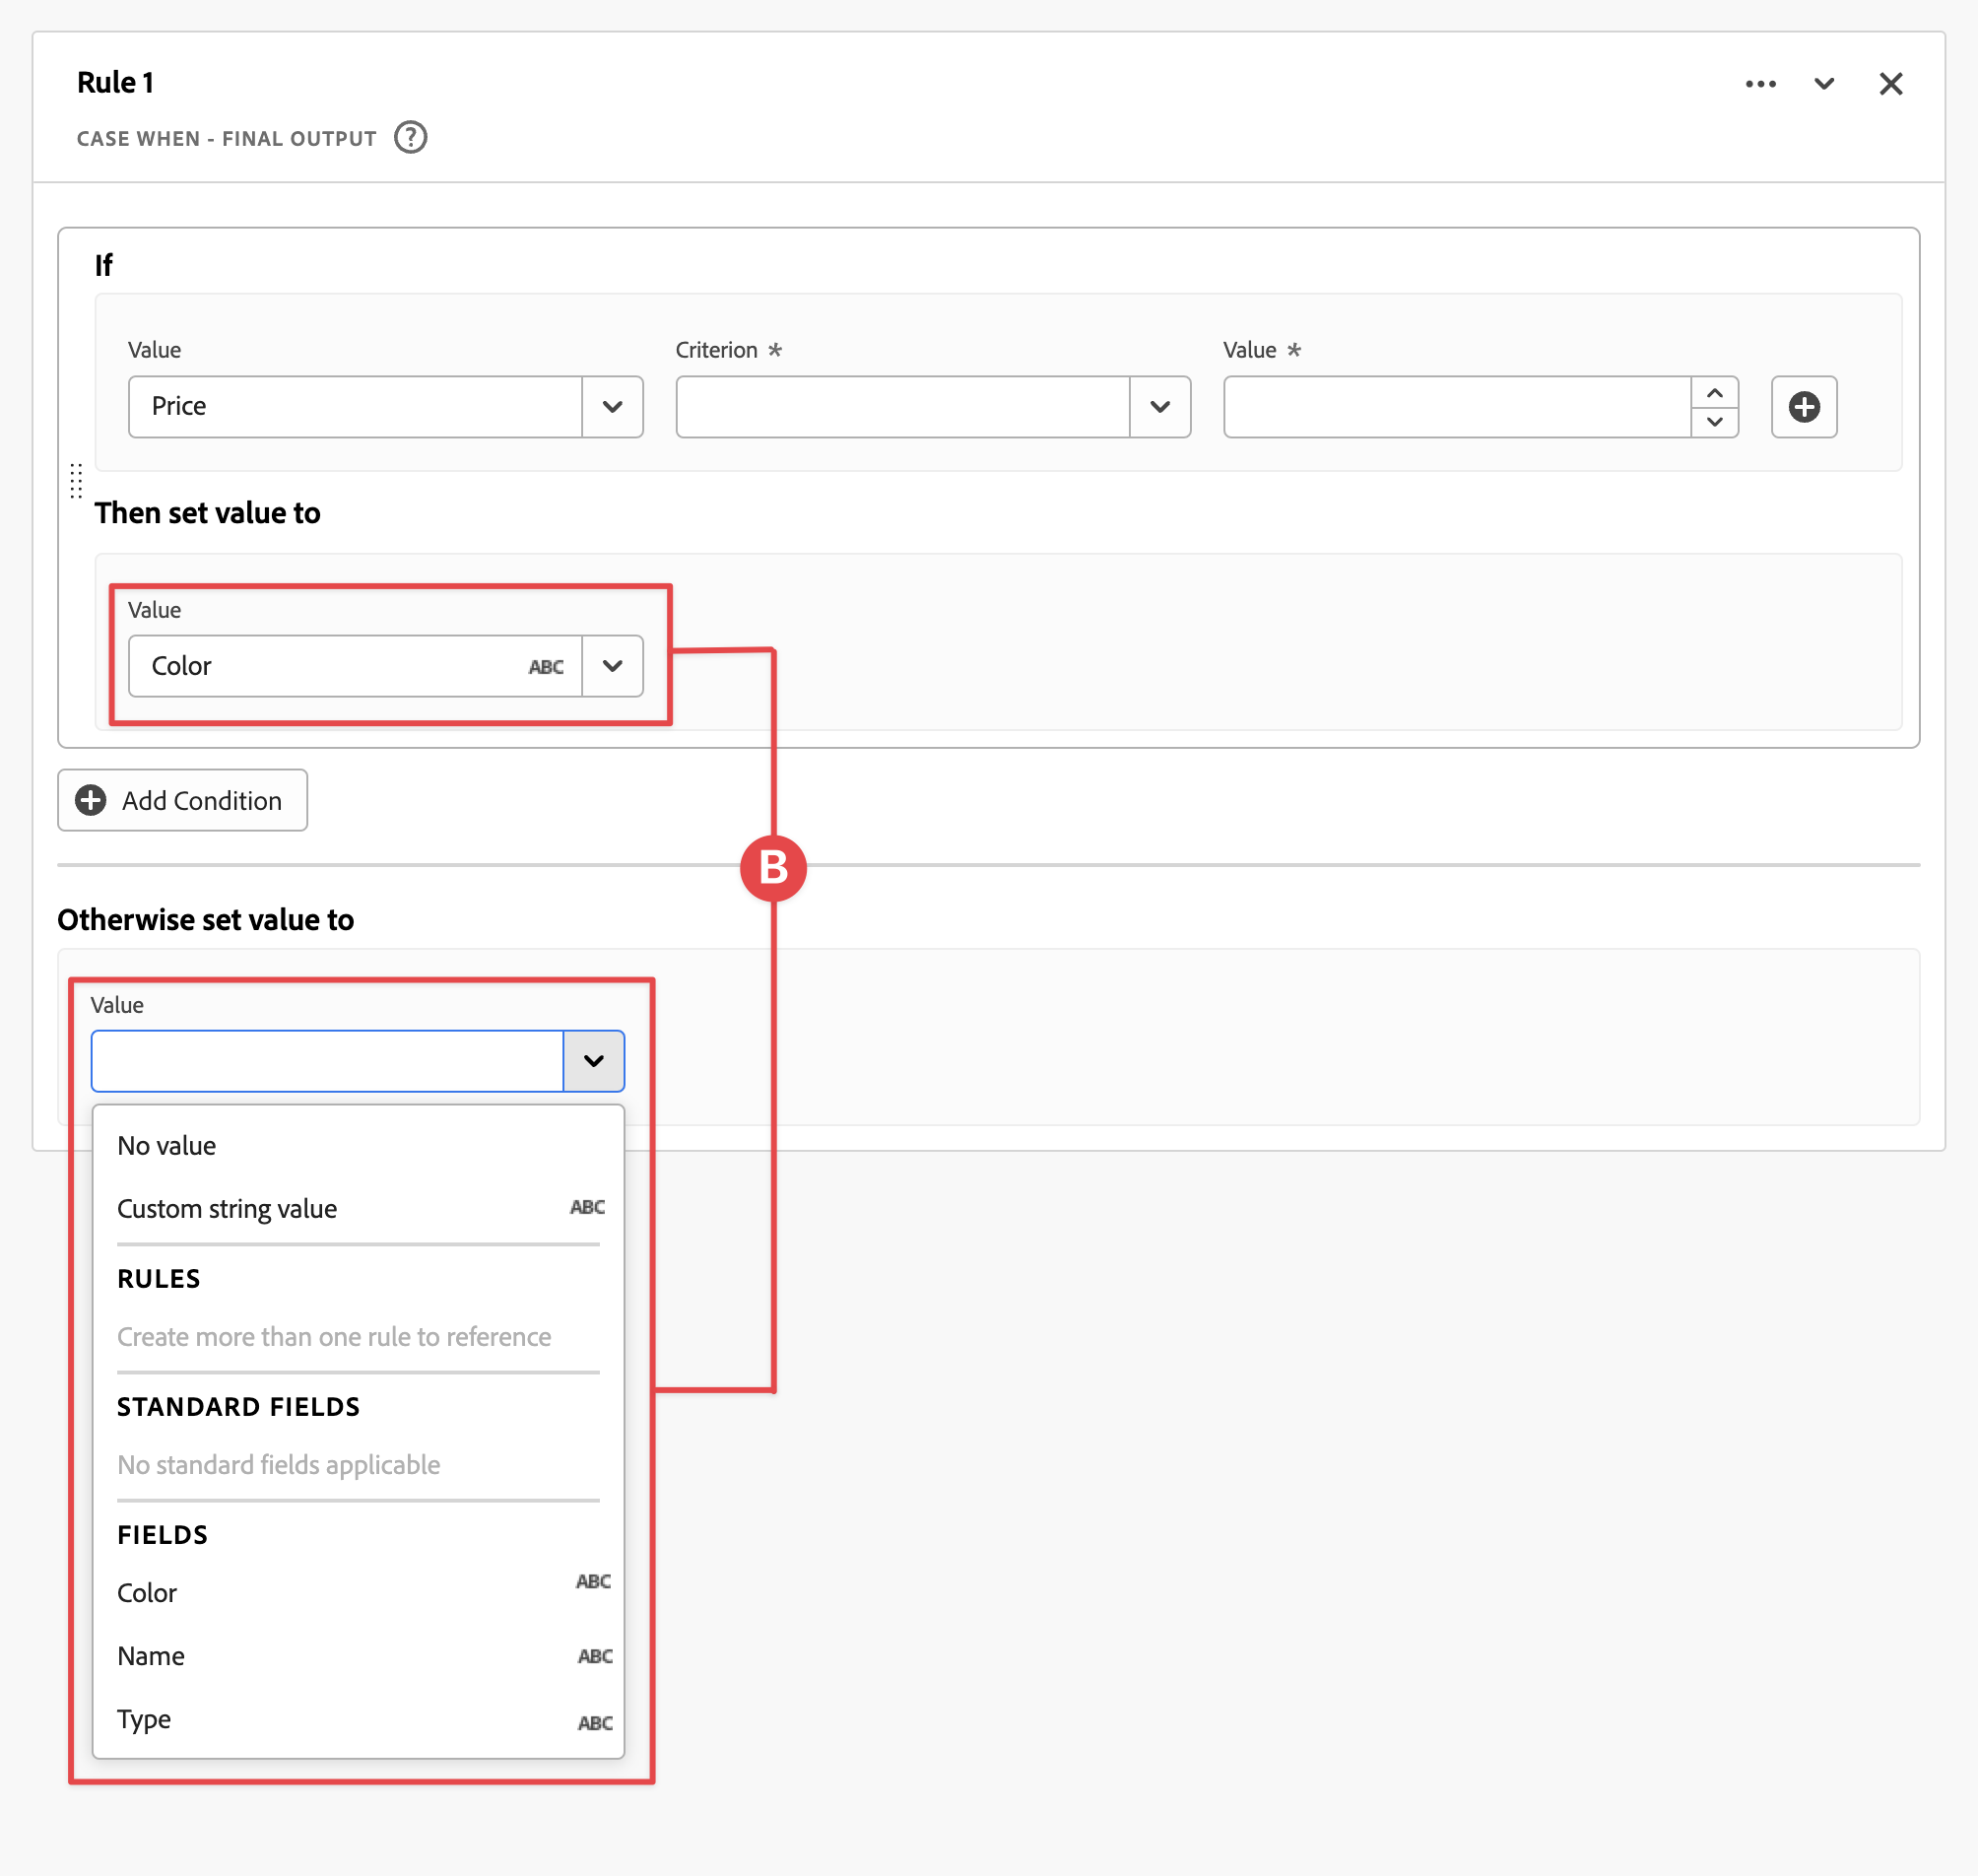 Rule 1
CASE WHEN - FINAL OUTPUT ?
If
Value Criterion * Value *
Price
Then set value to
Value
Color ABC
Add Condition
B
Otherwise set value to
Value
No value
Custom string value ABC
RULES
Create more than one rule to reference
STANDARD FIELDS
No standard fields applicable
FIELDS
Color ABC
Name ABC
Type ABC